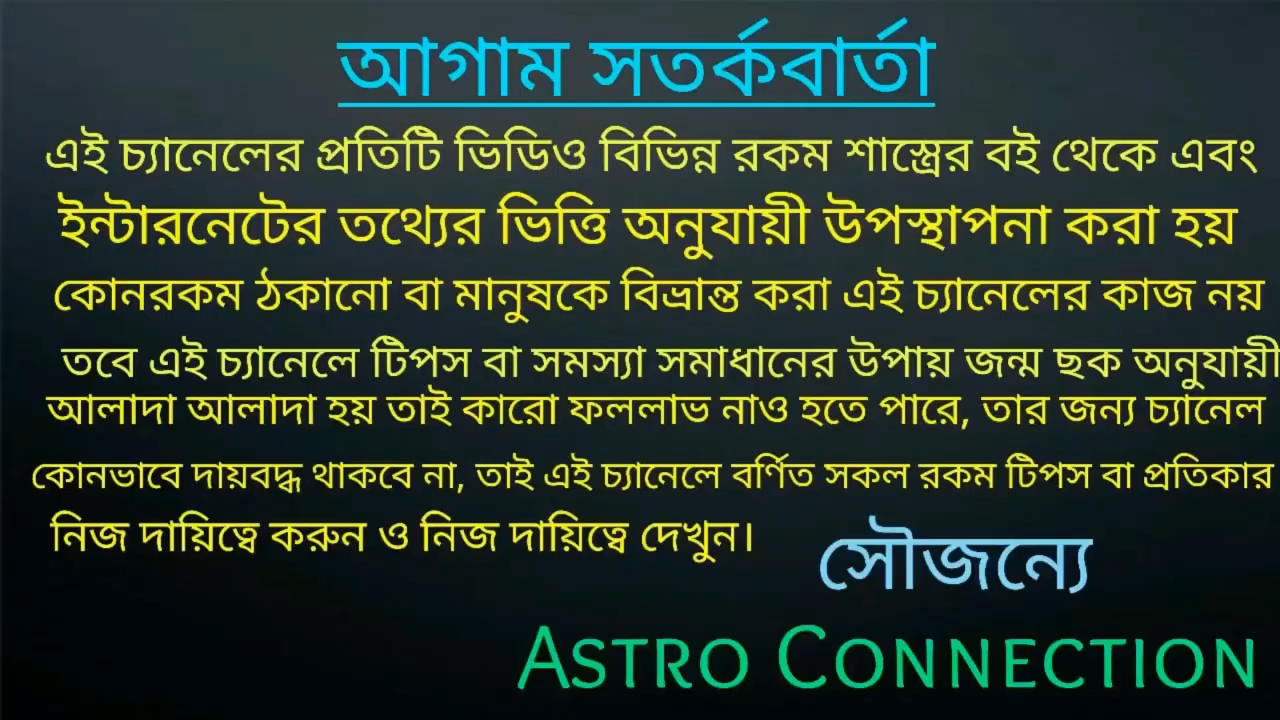 আগাম সতর্কবার্তা
এই চ্যানেলের প্রতিটি ভিডিও বিভিন্ন রকম শাস্ত্রের বই থেকে এবং
ইন্টারনেটের তথ্যের ভিত্তি অনুযায়ী উপস্থাপনা করা হয়
কোনরকম ঠকানো বা মানুষকে বিভ্রান্ত করা এই চ্যানেলের কাজ নয়
তবে এই চ্যানেলে টিপস বা সমস্যা সমাধানের উপায় জন্ম ছক অনুযায়ী
আলাদা আলাদা হয় তাই কারো ফললাভ নাও হতে পারে, তার জন্য চ্যানেল
কোনভাবে দায়বদ্ধ থাকবে না, তাই এই চ্যানেলে বর্ণিত সকল রকম টিপস বা প্রতিকার
নিজ দায়িত্বে করুন ও নিজ দায়িত্বে দেখুন।
সৌজন্যে
ASTRO CONNECTION